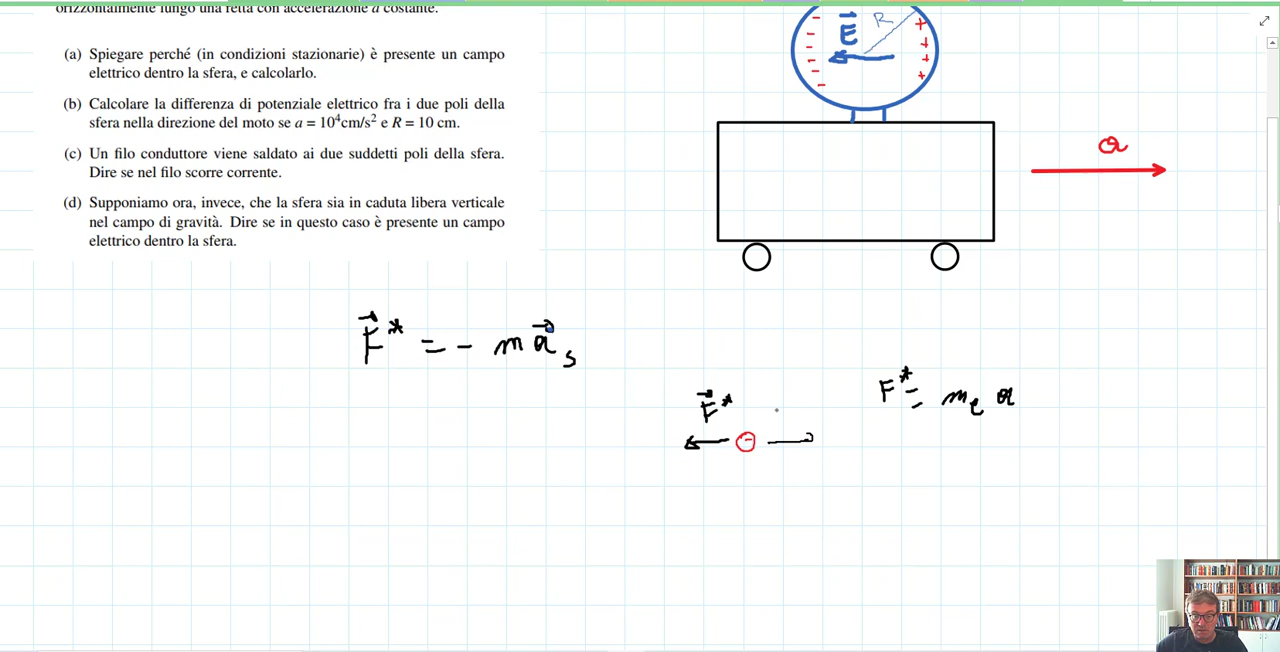 orizzontalmente lungo una retta con accelerazione a costante.
(a) Spiegare perché (in condizioni stazionarie) è presente un campo
elettrico dentro la sfera, e calcolarlo.
(b) Calcolare la differenza di potenziale elettrico fra i due poli della
sfera nella direzione del moto se a = 10⁴cm/s² e R = 10 cm.
(c) Un filo conduttore viene saldato ai due suddetti poli della sfera.
Dire se nel filo scorre corrente.
(d) Supponiamo ora, invece, che la sfera sia in caduta libera verticale
nel campo di gravità. Dire se in questo caso è presente un campo
elettrico dentro la sfera.
E⃗ R
a
F⃗* = - m a⃗ₛ
F⃗*
F* = mₑ a